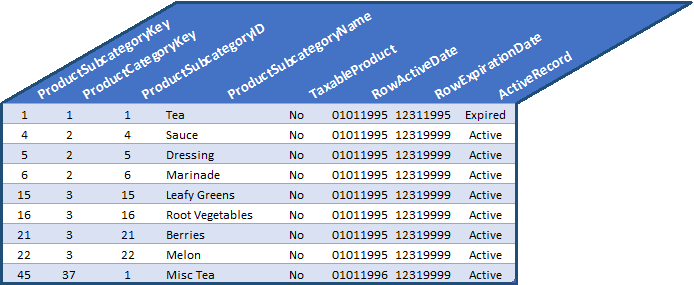 ProductSubcategoryKey ProductCategoryKey ProductSubcategoryID ProductSubcategoryName TaxableProduct RowActiveDate RowExpirationDate ActiveRecord
1 1 1 Tea No 01011995 12311995 Expired
4 2 4 Sauce No 01011995 12319999 Active
5 2 5 Dressing No 01011995 12319999 Active
6 2 6 Marinade No 01011995 12319999 Active
15 3 15 Leafy Greens No 01011995 12319999 Active
16 3 16 Root Vegetables No 01011995 12319999 Active
21 3 21 Berries No 01011995 12319999 Active
22 3 22 Melon No 01011995 12319999 Active
45 37 1 Misc Tea No 01011996 12319999 Active